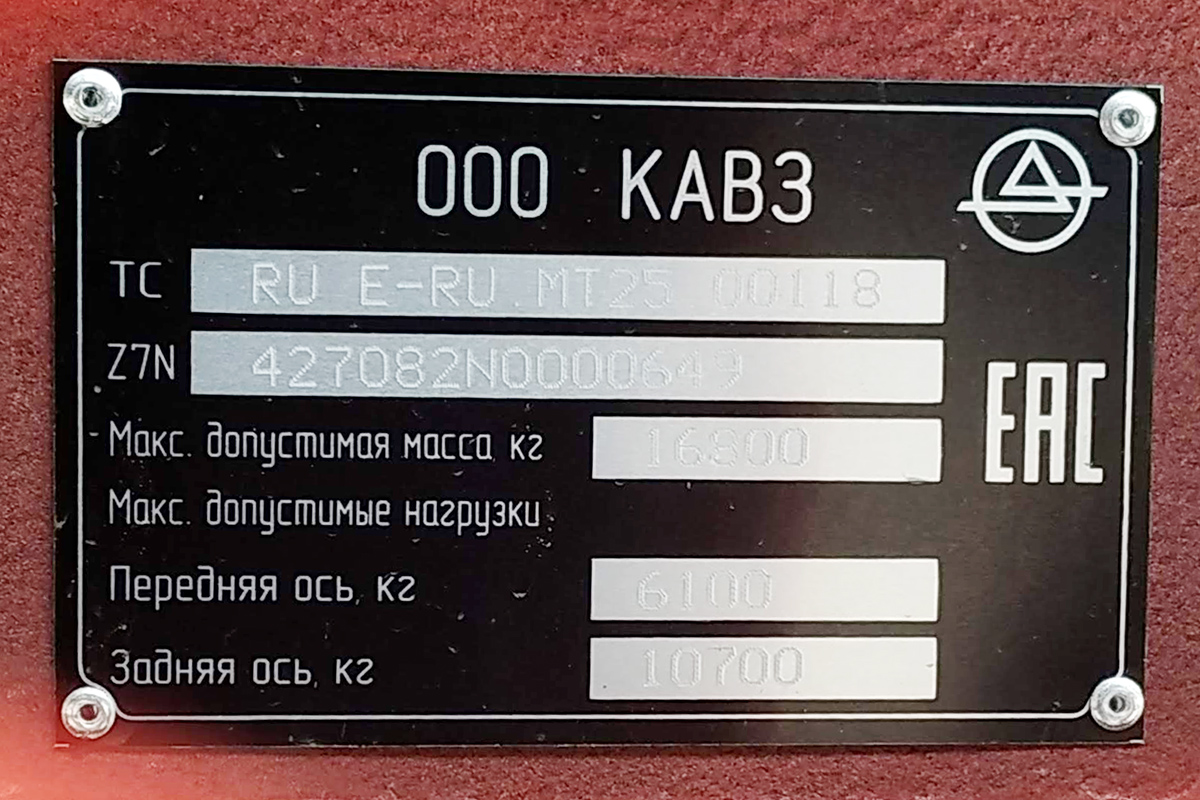 ООО КАВЗ
ТС RU E-RU.MT25 00118
Z7N 427082N0000649
Макс. допустимая масса кг 16800
EAC
Макс. допустимые нагрузки
Передняя ось, кг 6100
Задняя ось, кг 10700